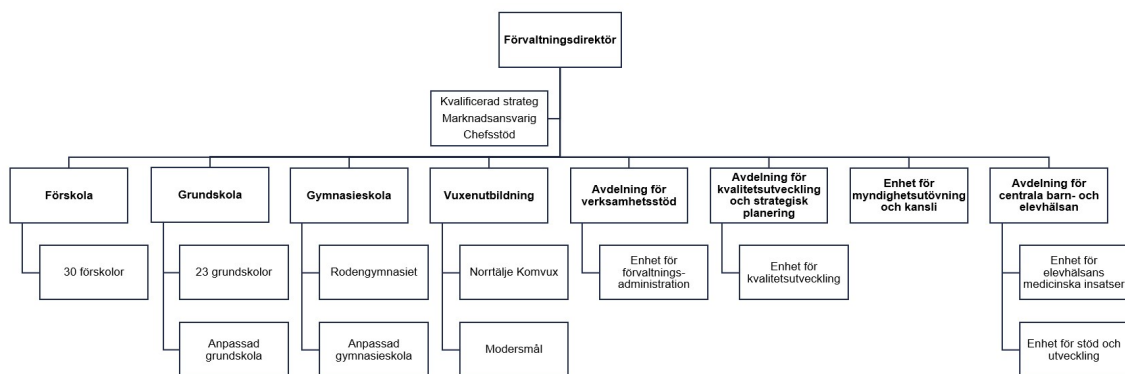 Förvaltningsdirektör
Kvalificerad strateg
Marknadsansvarig
Chefsstöd
Förskola
Grundskola
Gymnasieskola
Vuxenutbildning
Avdelning för
verksamhetsstöd
Avdelning för
kvalitetsutveckling
och strategisk
planering
Enhet för
myndighetsutövning
och kansli
Avdelning för
centrala barn- och
elevhälsan
30 förskolor
23 grundskolor
Rodengymnasiet
Norrtälje Komvux
Enhet för
förvaltnings-
administration
Enhet för
kvalitetsutveckling
Enhet för
elevhälsans
medicinska insatser
Anpassad
grundskola
Anpassad
gymnasieskola
Modersmål
Enhet för stöd och
utveckling